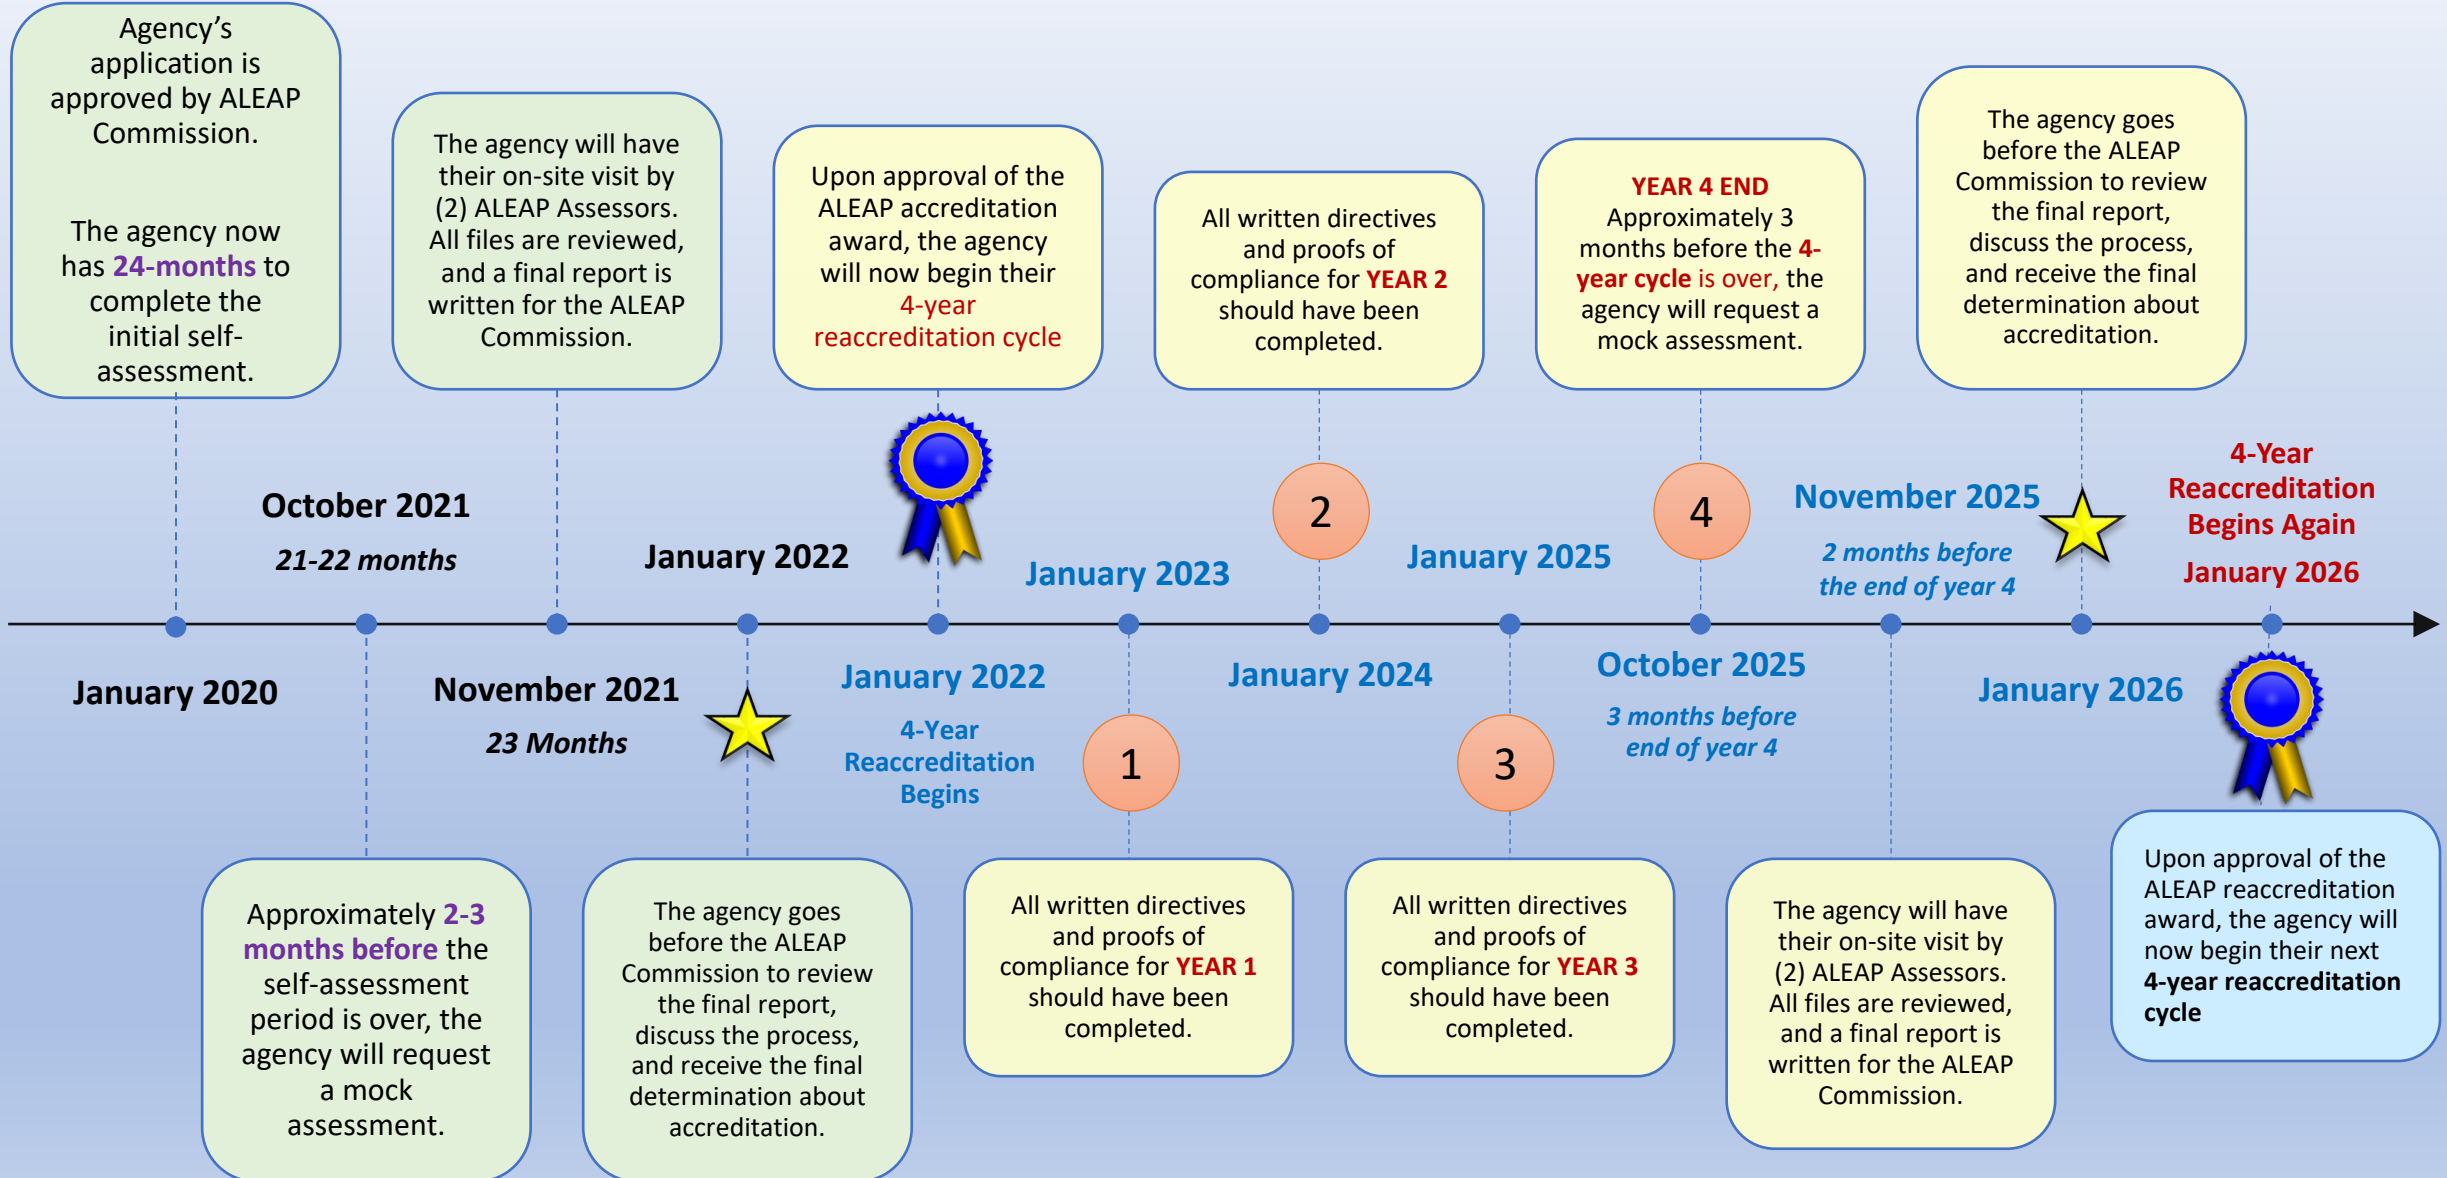 Agency’s
application is
approved by ALEAP
Commission.
The agency now
has 24-months to
complete the
initial self-
assessment.
January 2020
October 2021
21-22 months
Approximately 2-3
months before the
self-assessment
period is over, the
agency will request
a mock
assessment.
The agency will have
their on-site visit by
(2) ALEAP Assessors.
All files are reviewed,
and a final report is
written for the ALEAP
Commission.
November 2021
23 Months
January 2022
The agency goes
before the ALEAP
Commission to review
the final report,
discuss the process,
and receive the final
determination about
accreditation.
Upon approval of the
ALEAP accreditation
award, the agency
will now begin their
4-year
reaccreditation cycle
January 2022
4-Year
Reaccreditation
Begins
January 2023
1
All written directives
and proofs of
compliance for YEAR 1
should have been
completed.
All written directives
and proofs of
compliance for YEAR 2
should have been
completed.
2
January 2024
January 2025
3
All written directives
and proofs of
compliance for YEAR 3
should have been
completed.
YEAR 4 END
Approximately 3
months before the 4-
year cycle is over, the
agency will request a
mock assessment.
4
October 2025
3 months before
end of year 4
November 2025
2 months before
the end of year 4
The agency will have
their on-site visit by
(2) ALEAP Assessors.
All files are reviewed,
and a final report is
written for the ALEAP
Commission.
The agency goes
before the ALEAP
Commission to review
the final report,
discuss the process,
and receive the final
determination about
accreditation.
January 2026
4-Year
Reaccreditation
Begins Again
January 2026
Upon approval of the
ALEAP reaccreditation
award, the agency will
now begin their next
4-year reaccreditation
cycle